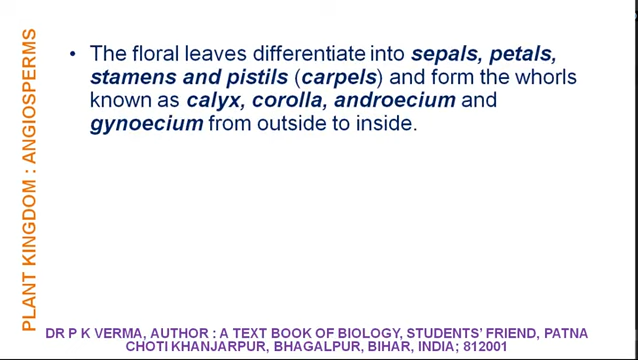 PLANT KINGDOM : ANGIOSPERMS
• The floral leaves differentiate into sepals, petals,
stamens and pistils (carpels) and form the whorls
known as calyx, corolla, androecium and
gynoecium from outside to inside.
DR P K VERMA, AUTHOR : A TEXT BOOK OF BIOLOGY, STUDENTS' FRIEND, PATNA
CHOTI KHANJARPUR, BHAGALPUR, BIHAR, INDIA; 812001